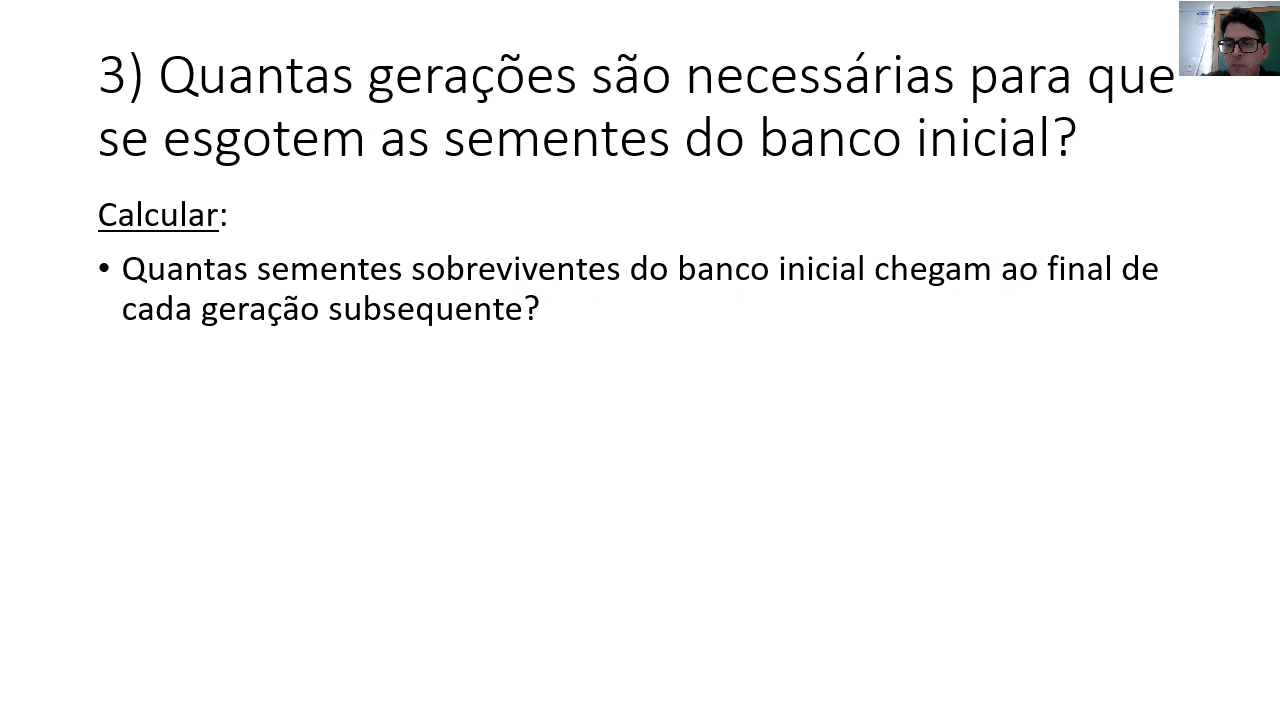 3) Quantas gerações são necessárias para que
se esgotem as sementes do banco inicial?
Calcular:
• Quantas sementes sobreviventes do banco inicial chegam ao final de
cada geração subsequente?